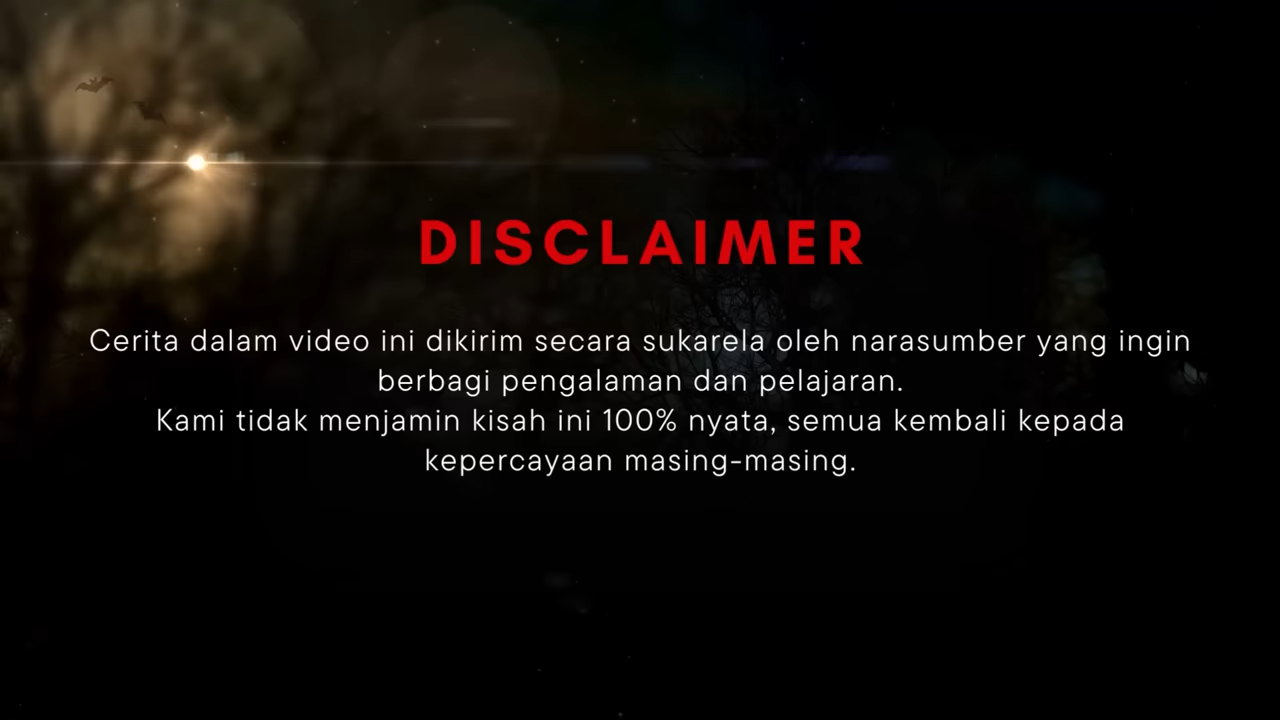 DISCLAIMER
Cerita dalam video ini dikirim secara sukarela oleh narasumber yang ingin
berbagi pengalaman dan pelajaran.
Kami tidak menjamin kisah ini 100% nyata, semua kembali kepada
kepercayaan masing-masing.